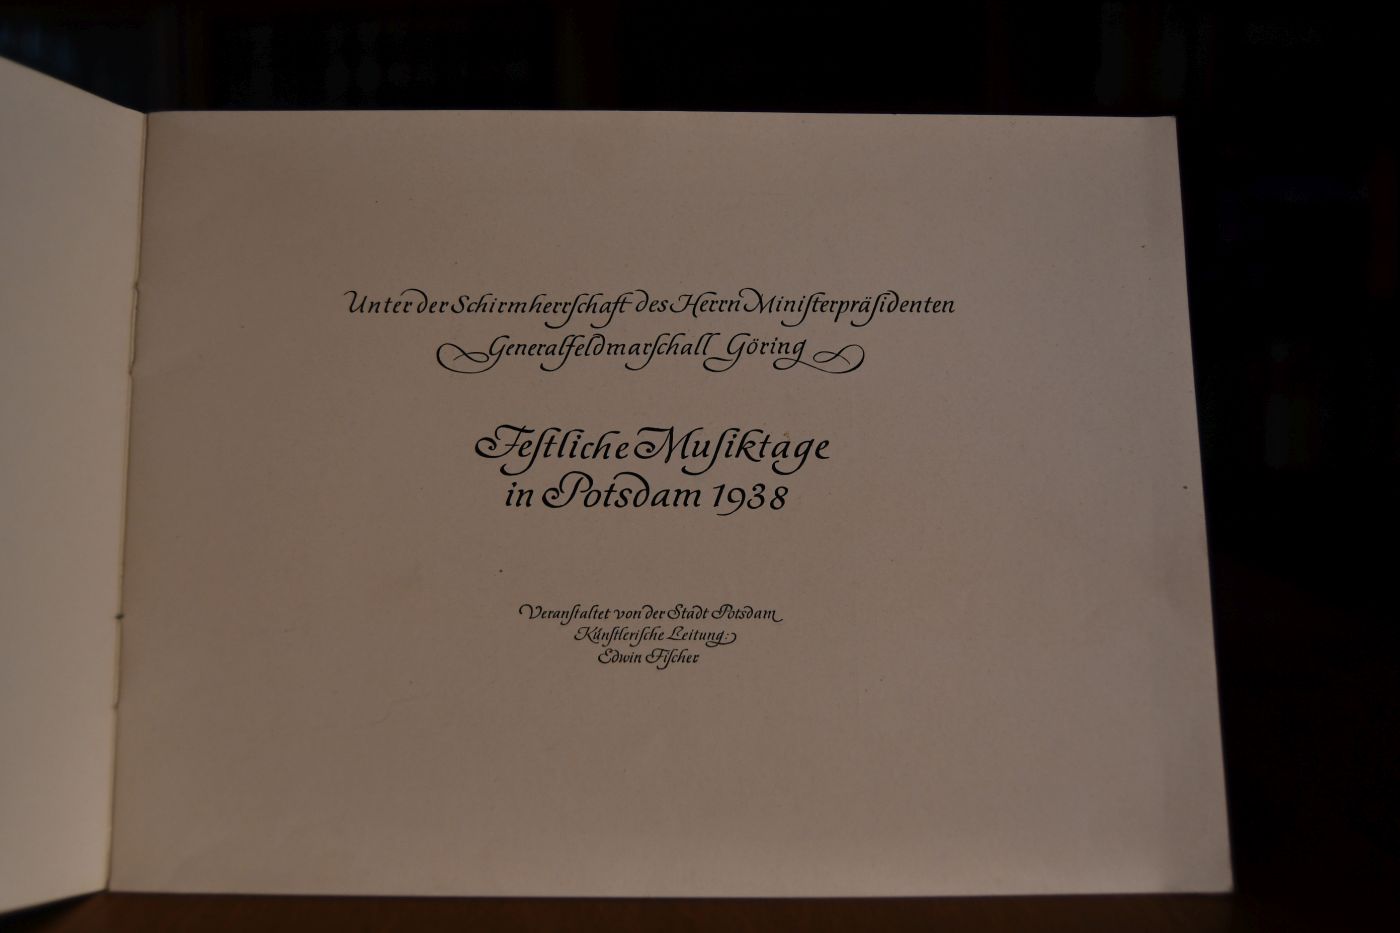 Unter der Schirmherrſchaft des Herrn Miniſterpräſidenten
Generalfeldmarſchall Göring
Feſtliche Muſiktage
in Potsdam 1938
Veranſtaltet von der Stadt Potsdam
Künſtleriſche Leitung:
Edwin Fiſcher